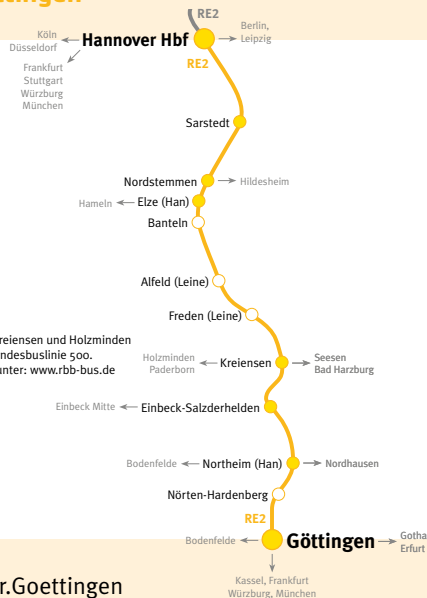 RE2
Berlin,
Leipzig
Köln
Düsseldorf
Hannover Hbf
RE2
Frankfurt
Stuttgart
Würzburg
München
Sarstedt
Nordstemmen
Hildesheim
Hameln
Elze (Han)
Banteln
Alfeld (Leine)
Freden (Leine)
reiensen und Holzminden
ndesbuslinie 500.
unter: www.rbb-bus.de
Holzminden
Paderborn
Kreiensen
Seesen
Bad Harzburg
Einbeck Mitte
Einbeck-Salzderhelden
Bodenfelde
Northeim (Han)
Nordhausen
Nörten-Hardenberg
RE2
Bodenfelde
Göttingen
Gotha
Erfurt
Kassel, Frankfurt
Würzburg, München
r.Goettingen